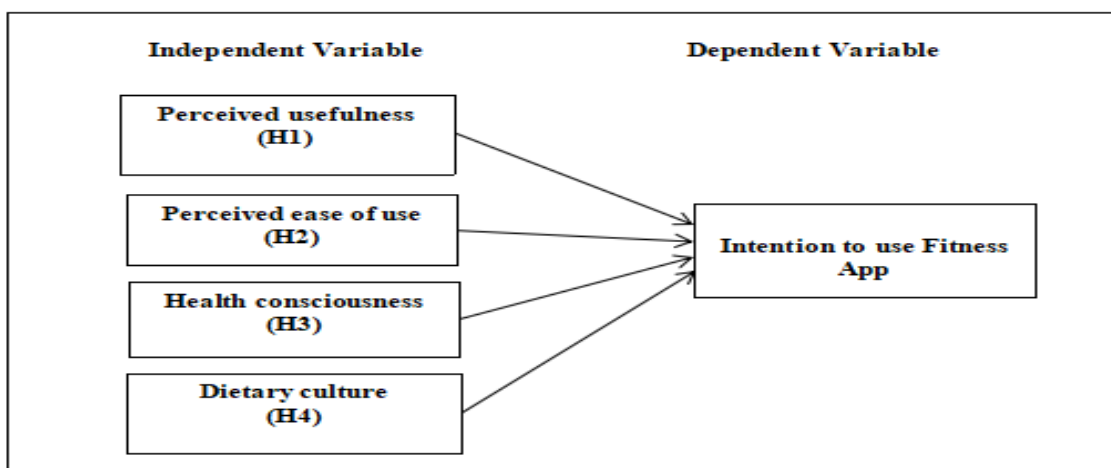 Independent Variable
Dependent Variable
Perceived usefulness
(H1)
Perceived ease of use
(H2)
Health consciousness
(H3)
Dietary culture
(H4)
Intention to use Fitness
App